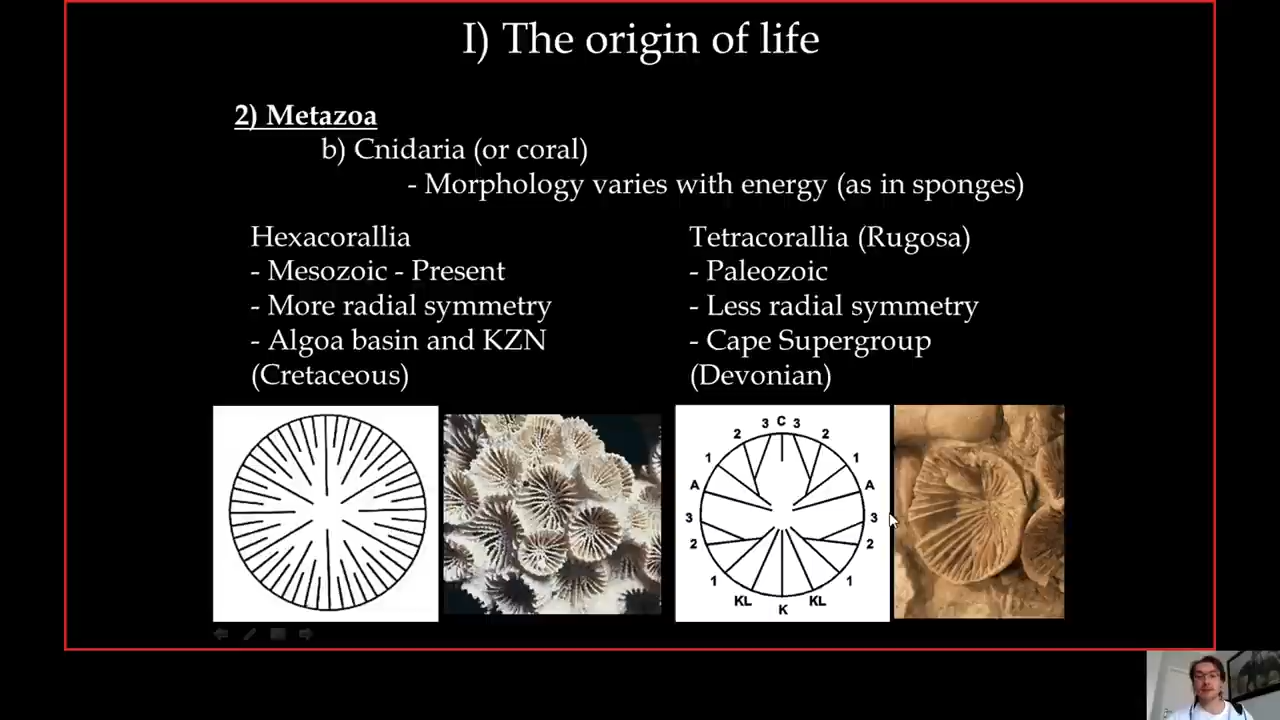 I) The origin of life
2) Metazoa
b) Cnidaria (or coral)
- Morphology varies with energy (as in sponges)
Hexacorallia
- Mesozoic - Present
- More radial symmetry
- Algoa basin and KZN
(Cretaceous)
Tetracorallia (Rugosa)
- Paleozoic
- Less radial symmetry
- Cape Supergroup
(Devonian)
3 C 3
2 2
1 1
A A
3 3
2 2
1 1
KL KL
K